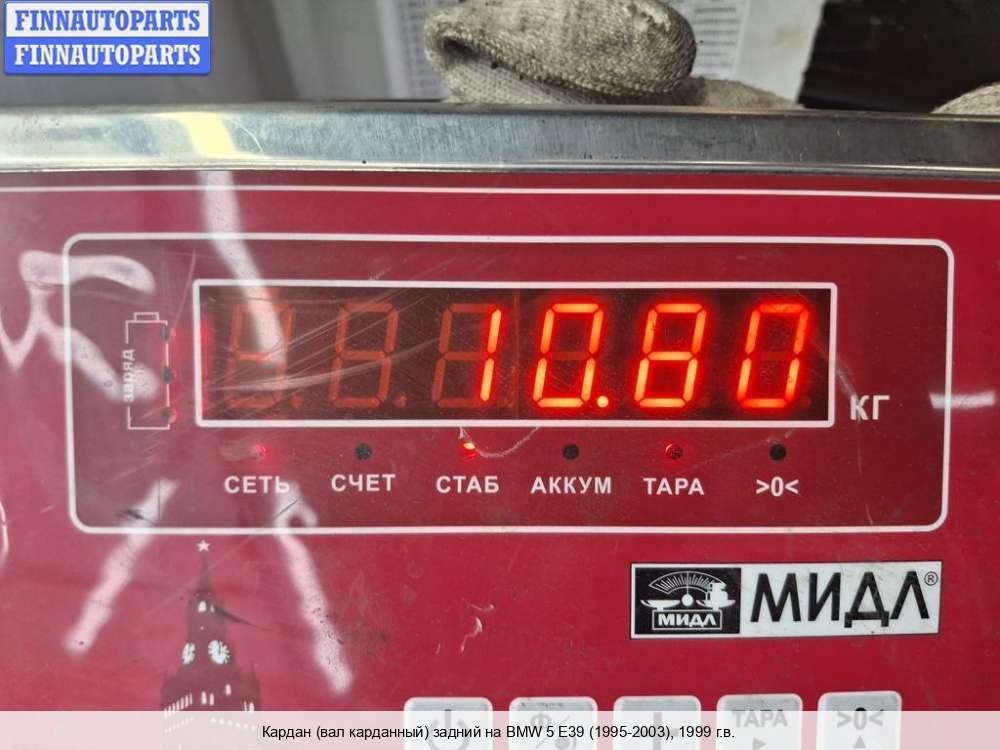 FINNAUTOPARTS
FINNAUTOPARTS
заряд
10.80
КГ
СЕТЬ СЧЕТ СТАБ АККУМ ТАРА >0<
МИДЛ МИДЛ®
ТАРА >0<
Кардан (вал карданный) задний на BMW 5 E39 (1995-2003), 1999 г.в.